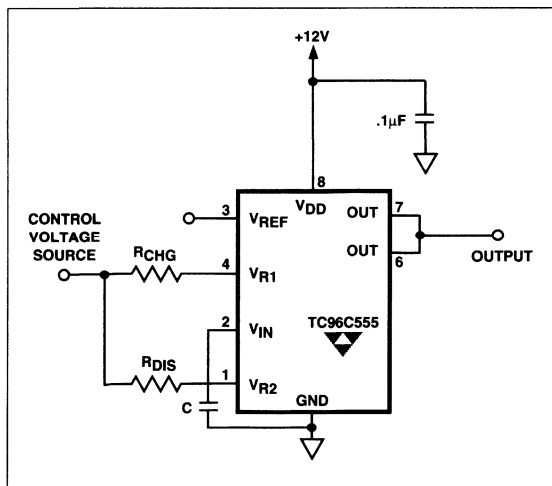 +12V
.1µF
8
VDD
3
VREF
OUT
7
CONTROL
VOLTAGE
SOURCE
RCHG
4
VR1
OUT
6
OUTPUT
2
VIN
TC96C555
RDIS
1
VR2
C
GND